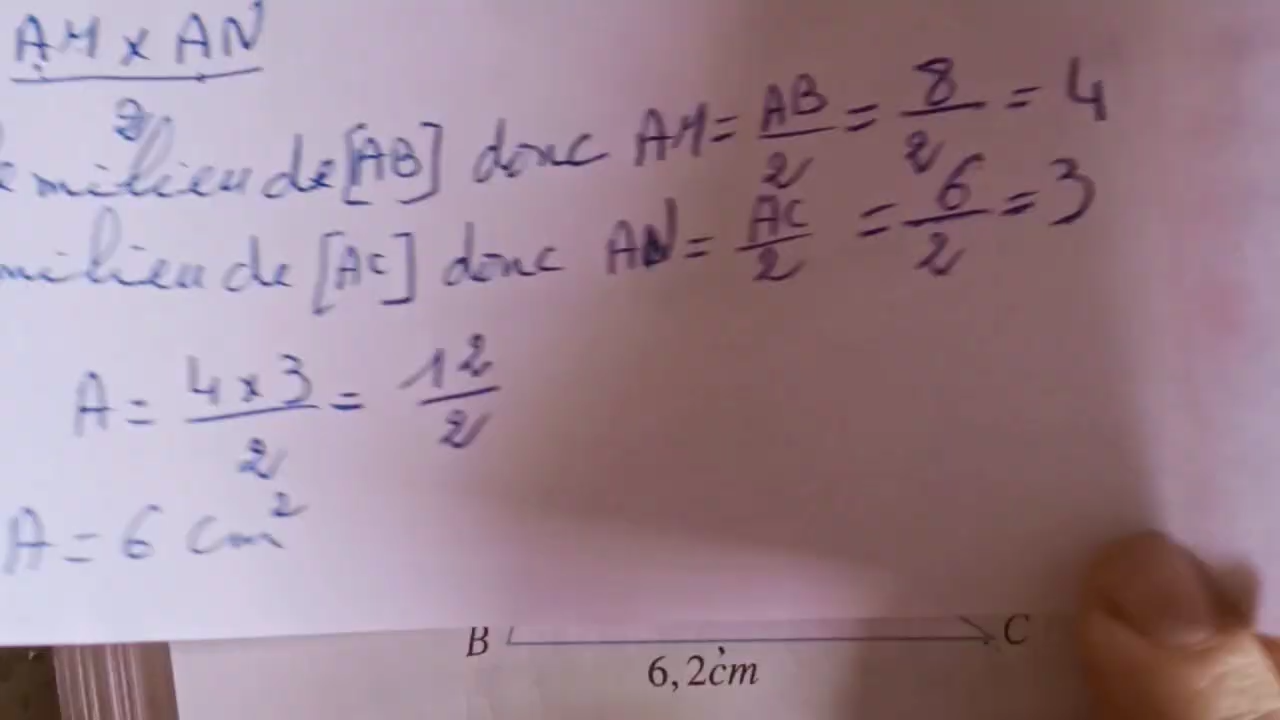 AM x AN
2
milieu de [AB] donc AM = AB/2 = 8/2 = 4
milieu de [AC] donc AN = AC/2 = 6/2 = 3
A = 4 x 3/2 = 12/2
A = 6 cm²
B C
6,2cm